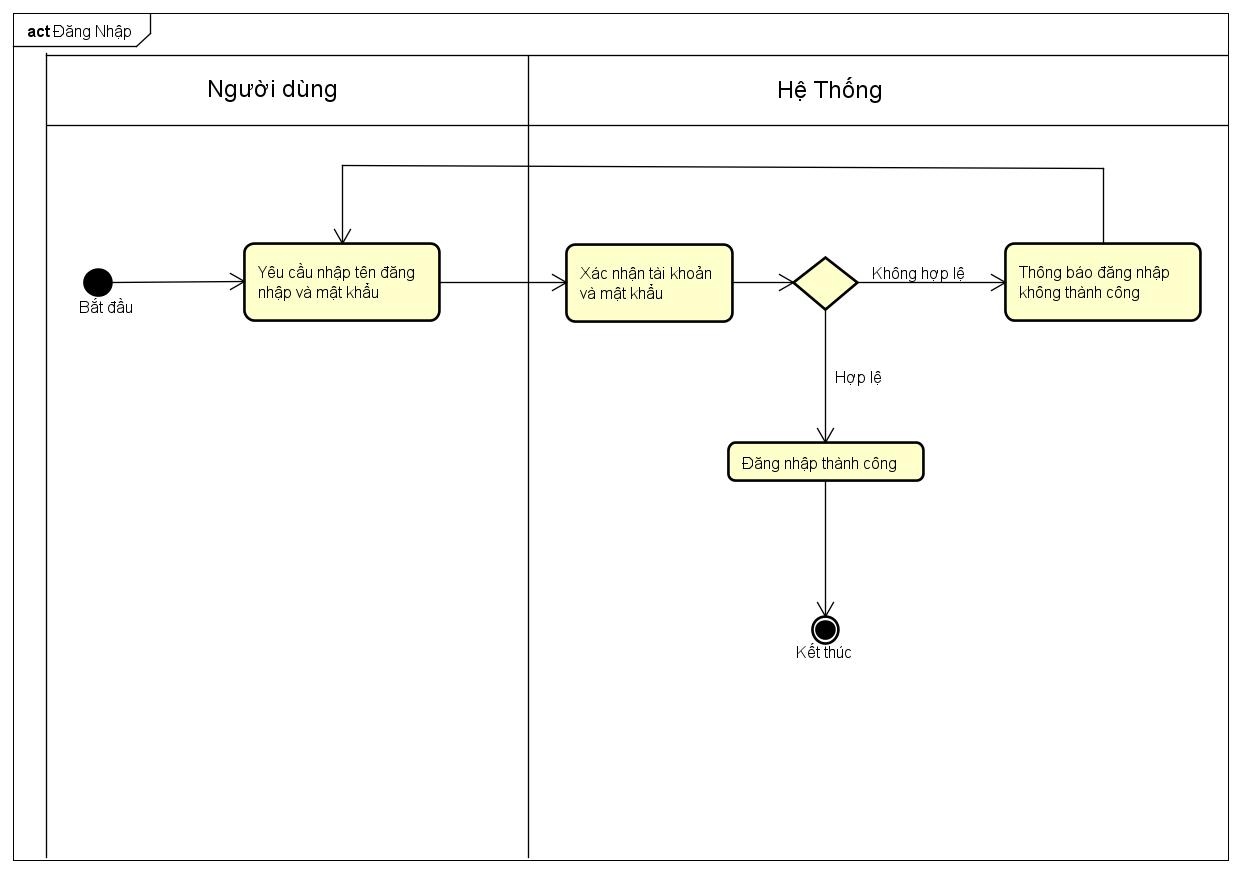 act Đăng Nhập
Người dùng
Hệ Thống
Yêu cầu nhập tên đăng
nhập và mật khẩu
Xác nhận tài khoản
và mật khẩu
Không hợp lệ
Thông báo đăng nhập
không thành công
Bắt đầu
Hợp lệ
Đăng nhập thành công
Kết thúc